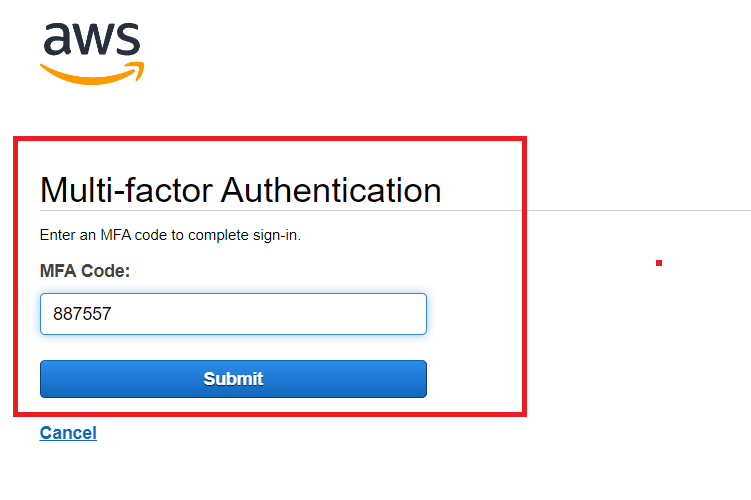 aws
Multi-factor Authentication
Enter an MFA code to complete sign-in.
MFA Code:
887557
Submit
Cancel